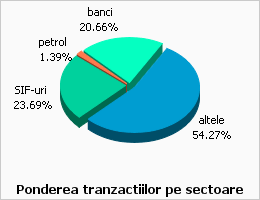 banci
20.66%
petrol
1.39%
SIF-uri
23.69%
altele
54.27%
Ponderea tranzactiilor pe sectoare